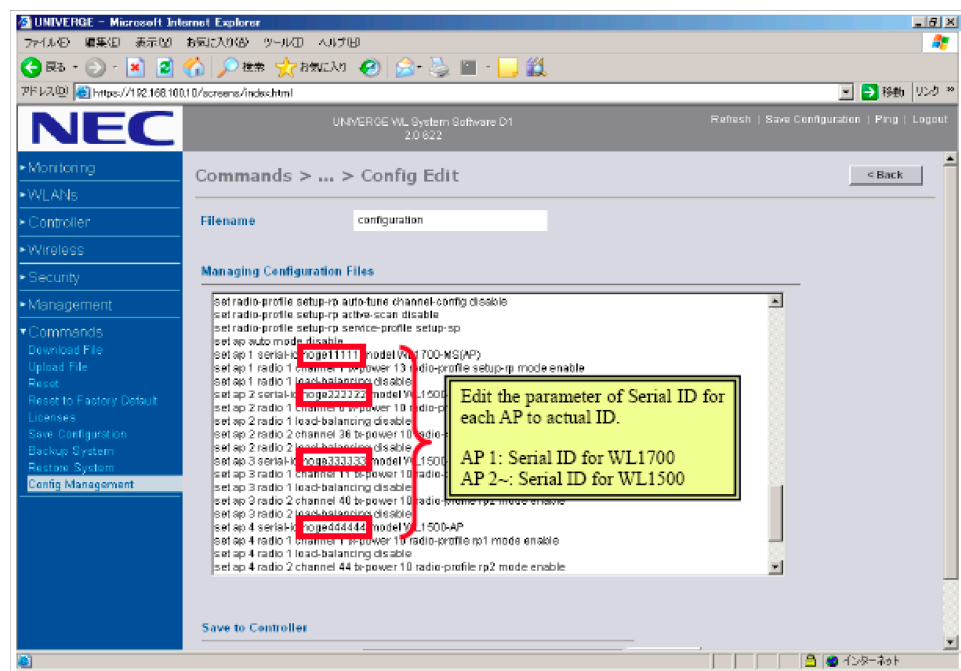 UNIVERGE - Microsoft Internet Explorer
ファイル(F) 編集(E) 表示(V) お気に入り(A) ツール(T) ヘルプ(H)
戻る 検索 お気に入り
アドレス(D) https://192.168.100.10/screens/index.html 移動 リンク »
NEC
UNIVERGE WL System Software D1
2.0.622
Refresh | Save Configuration | Ping | Logout
Monitoring
WLANs
Controller
Wireless
Security
Management
Commands
Download File
Upload File
Reset
Reset to Factory Default
Licenses
Save Configuration
Backup System
Restore System
Config Management
Commands > ... > Config Edit
< Back
Filename configuration
Managing Configuration Files
set radio-profile setup-rp auto-tune channel-config disable
set radio-profile setup-rp active-scan disable
set radio-profile setup-rp service-profile setup-sp
set ap auto mode disable
set ap 1 serial-id hoge11111 model WL1700-MS(AP)
set ap 1 radio 1 channel 1 tx-power 13 radio-profile setup-rp mode enable
set ap 1 radio 1 load-balancing disable
set ap 2 serial-id hoge222222 model WL1500
set ap 2 radio 1 channel 6 tx-power 10 radio-p
set ap 2 radio 1 load-balancing disable
set ap 2 radio 2 channel 36 tx-power 10 radio-
set ap 2 radio 2 load-balancing disable
set ap 3 serial-id hoge333333 model WL1500
set ap 3 radio 1 channel 11 tx-power 10 radio-
set ap 3 radio 1 load-balancing disable
set ap 3 radio 2 channel 40 tx-power 10 radio-profile rp2 mode enable
set ap 3 radio 2 load-balancing disable
set ap 4 serial-id hoge444444 model WL1500-AP
set ap 4 radio 1 channel 1 tx-power 10 radio-profile rp1 mode enable
set ap 4 radio 1 load-balancing disable
set ap 4 radio 2 channel 44 tx-power 10 radio-profile rp2 mode enable
Edit the parameter of Serial ID for
each AP to actual ID.
AP 1: Serial ID for WL1700
AP 2~: Serial ID for WL1500
Save to Controller
インターネット